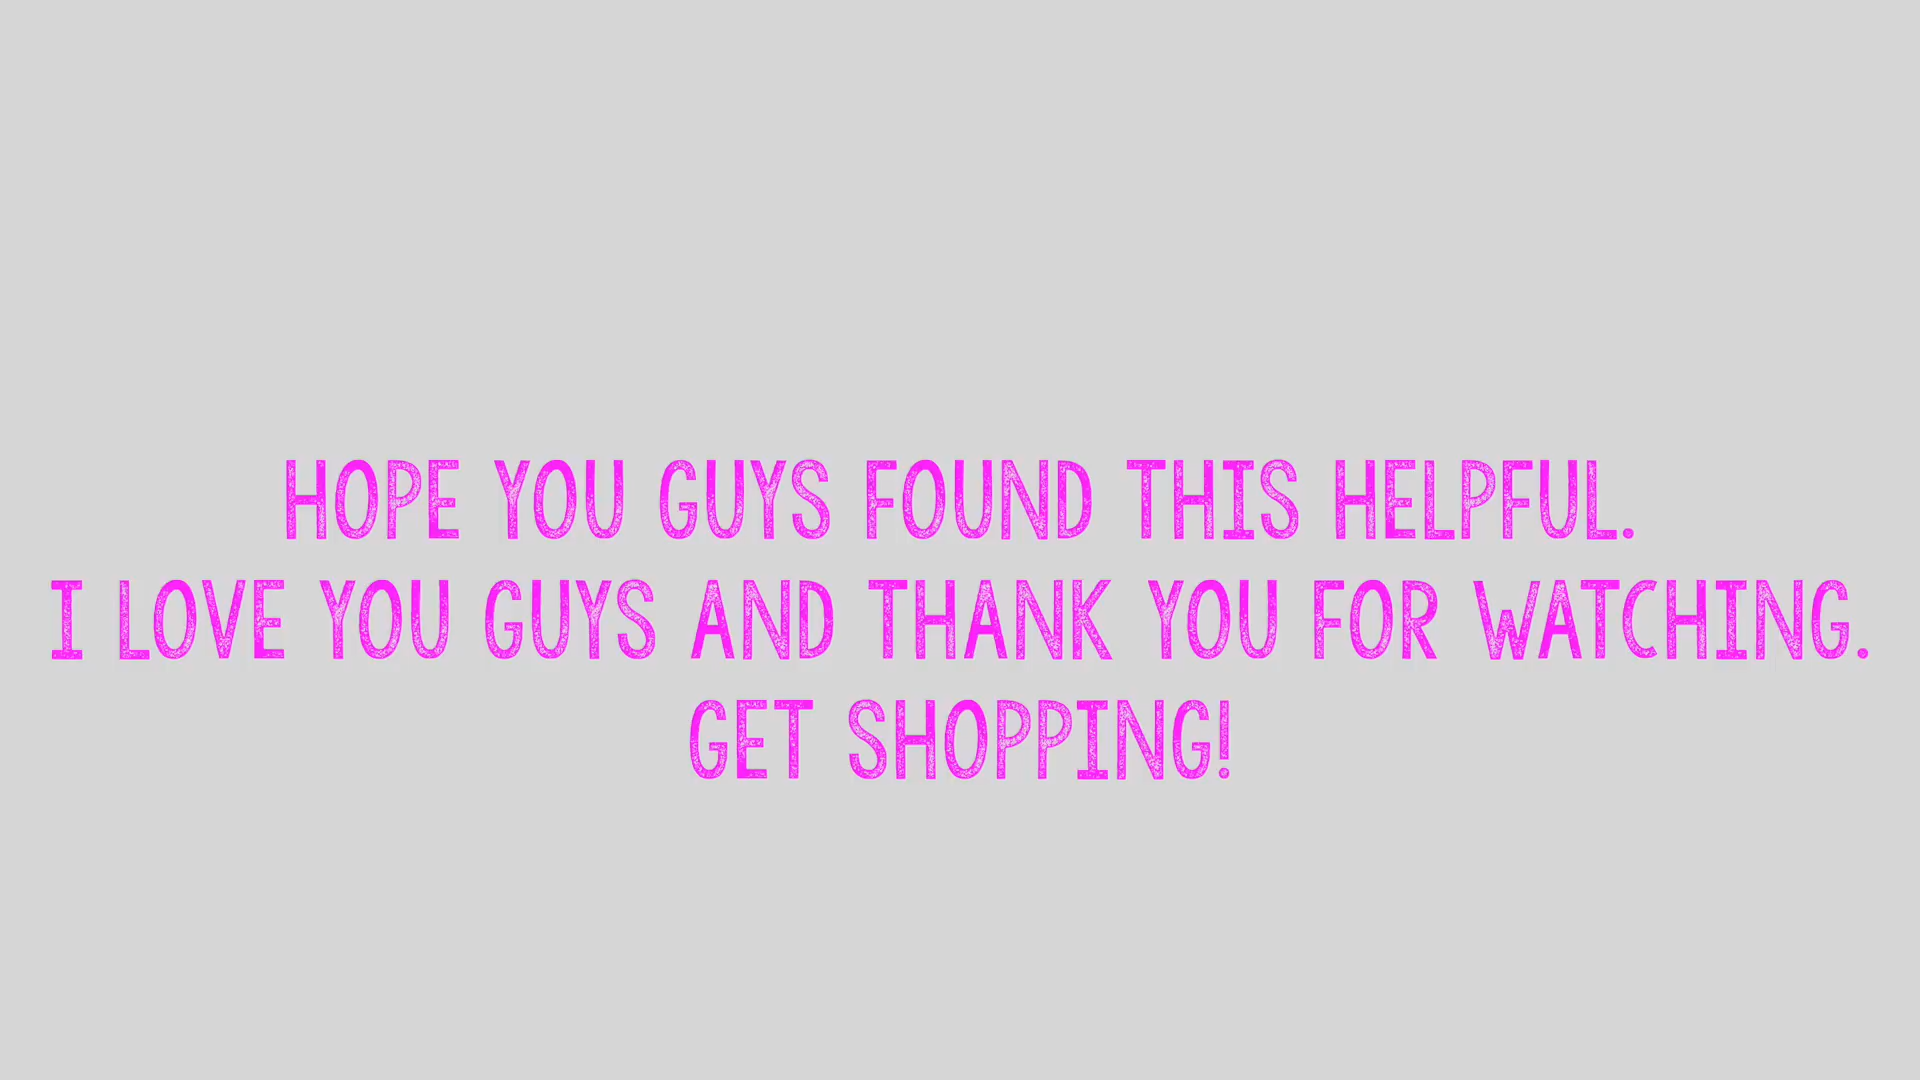 HOPE YOU GUYS FOUND THIS HELPFUL.
I LOVE YOU GUYS AND THANK YOU FOR WATCHING.
GET SHOPPING!